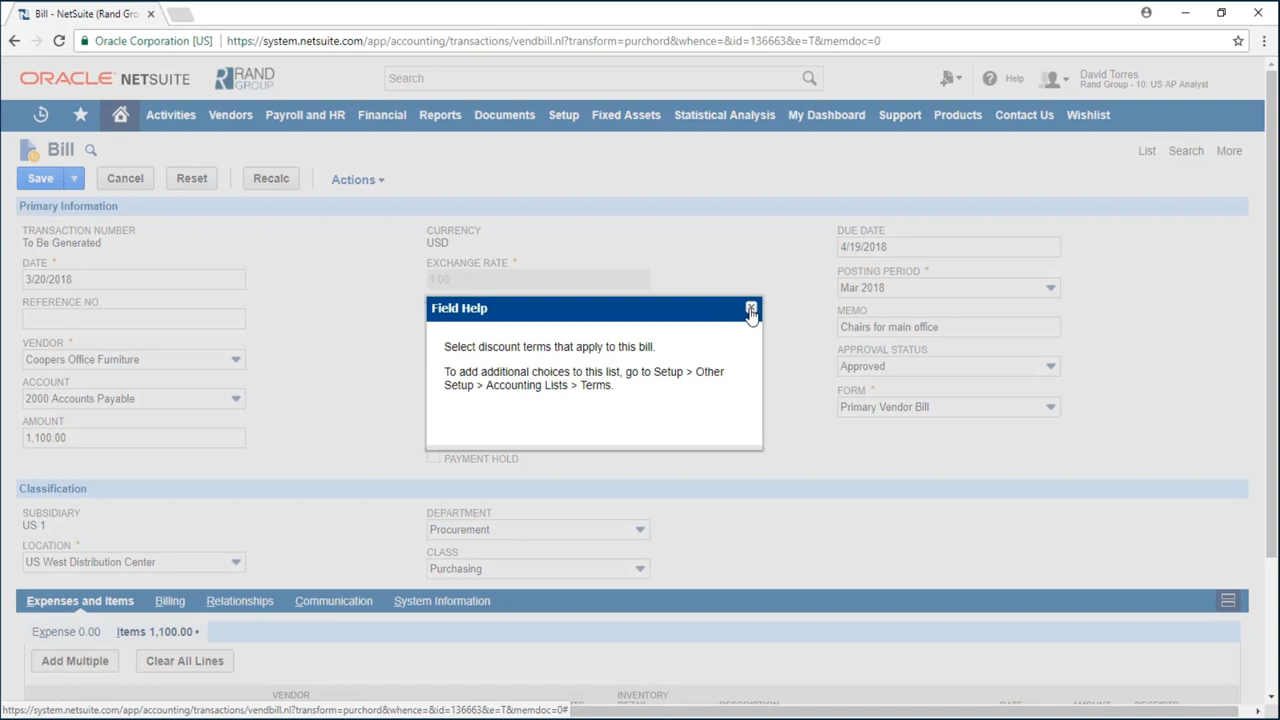 Bill - NetSuite (Rand Gro
Oracle Corporation [US]
https://system.netsuite.com/app/accounting/transactions/vendbill.nl?transform=purchord&whence=&id=136663&e=T&memdoc=0
ORACLE NETSUITE
RAND GROUP
Search
Help
David Torres
Rand Group - 10: US AP Analyst
Activities Vendors Payroll and HR Financial Reports Documents Setup Fixed Assets Statistical Analysis My Dashboard Support Products Contact Us Wishlist
Bill
List Search More
Save Cancel Reset Recalc Actions
Primary Information
TRANSACTION NUMBER
To Be Generated
DATE *
3/20/2018
REFERENCE NO.
VENDOR *
Coopers Office Furniture
ACCOUNT
2000 Accounts Payable
AMOUNT
1,100.00
CURRENCY
USD
EXCHANGE RATE *
1.00
Field Help
Select discount terms that apply to this bill.
To add additional choices to this list, go to Setup > Other
Setup > Accounting Lists > Terms.
PAYMENT HOLD
DUE DATE
4/19/2018
POSTING PERIOD *
Mar 2018
MEMO
Chairs for main office
APPROVAL STATUS
Approved
FORM *
Primary Vendor Bill
Classification
SUBSIDIARY
US 1
LOCATION *
US West Distribution Center
DEPARTMENT
Procurement
CLASS
Purchasing
Expenses and Items Billing Relationships Communication System Information
Expense 0.00 Items 1,100.00 •
Add Multiple Clear All Lines
VENDOR INVENTORY
https://system.netsuite.com/app/accounting/transactions/vendbill.nl?transform=purchord&whence=&id=136663&e=T&memdoc=0#